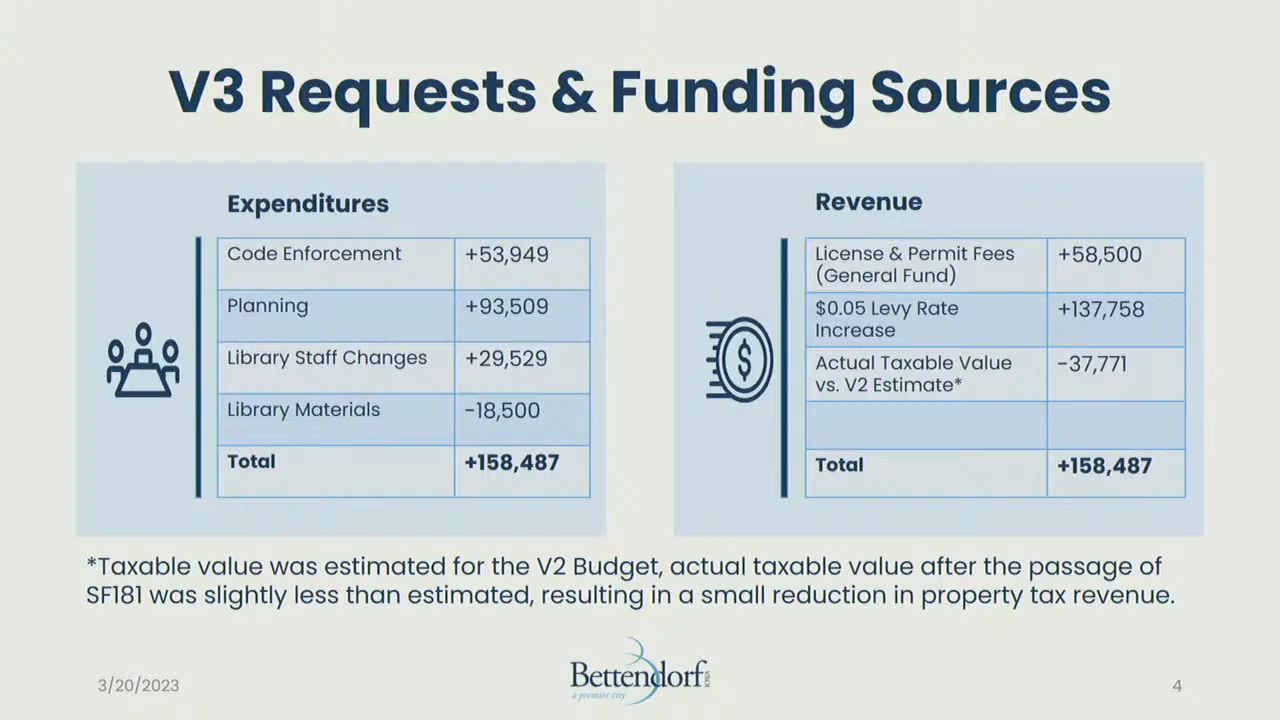 V3 Requests & Funding Sources
Expenditures
Code Enforcement +53,949
Planning +93,509
Library Staff Changes +29,529
Library Materials -18,500
Total +158,487
Revenue
License & Permit Fees
(General Fund) +58,500
$0.05 Levy Rate
Increase +137,758
Actual Taxable Value
vs. V2 Estimate* -37,771
Total +158,487
*Taxable value was estimated for the V2 Budget, actual taxable value after the passage of
SF181 was slightly less than estimated, resulting in a small reduction in property tax revenue.
3/20/2023
Bettendorf IOWA
a premier city
4